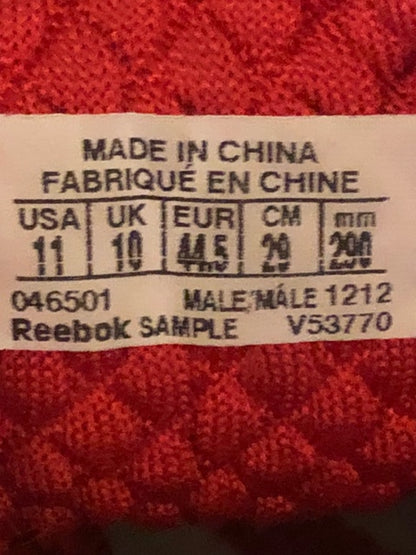 MADE IN CHINA
FABRIQUÉ EN CHINE
USA UK EUR CM mm
11 10 44.5 29 290
046501 MALE/MÁLE 1212
Reebok SAMPLE V53770